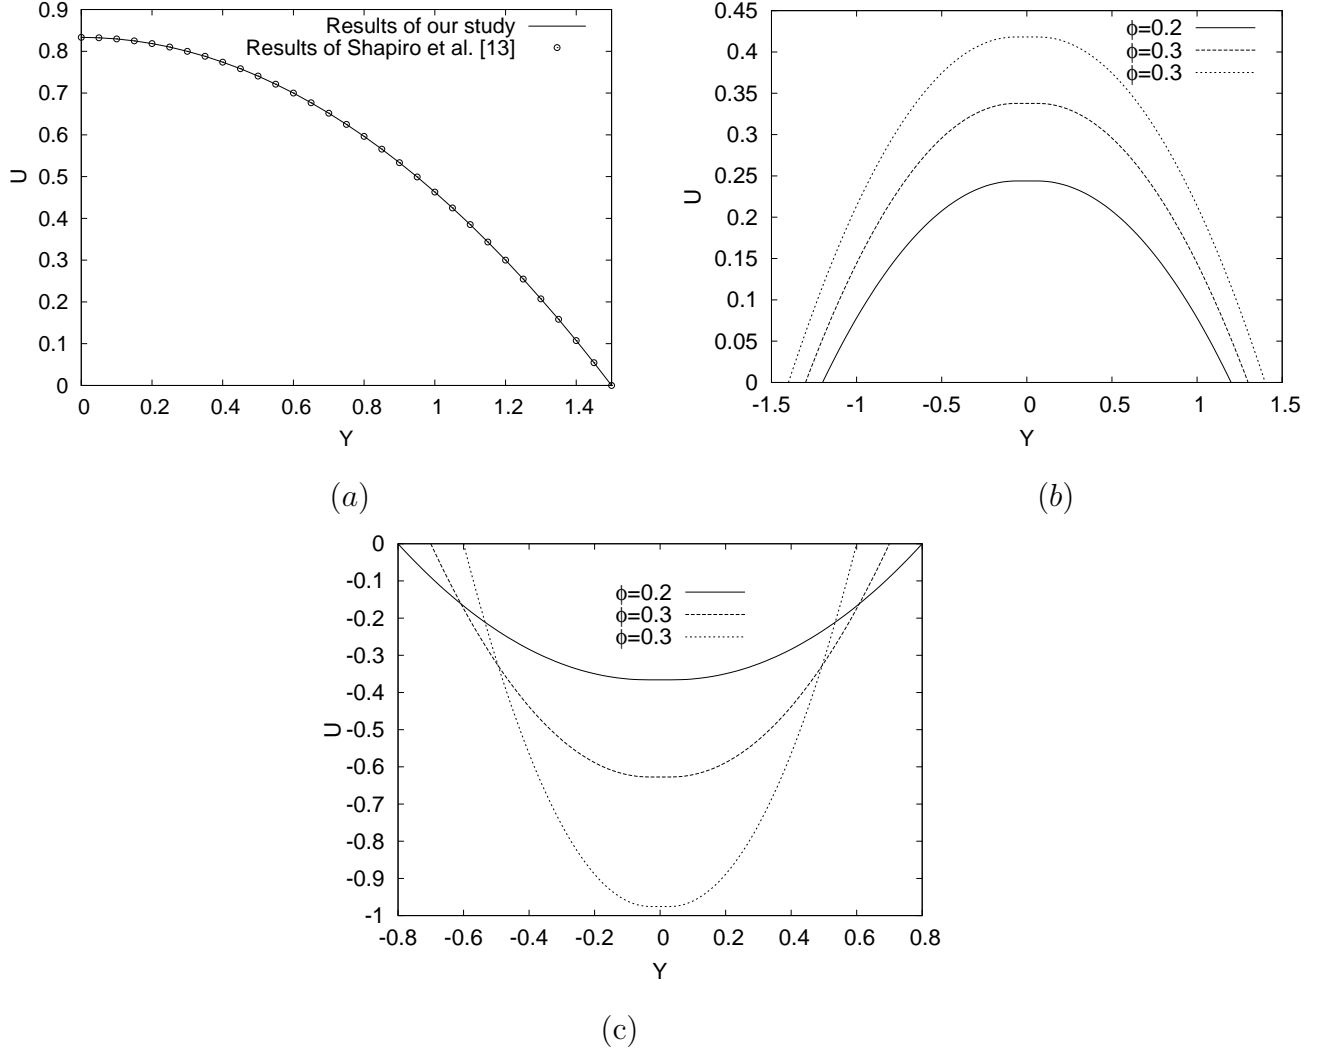 0.9
0.8
0.7
0.6
0.5
0.4
0.3
0.2
0.1
0
U
Results of our study
Results of Shapiro et al. [13]
0 0.2 0.4 0.6 0.8 1 1.2 1.4
Y
(a)
0.45
0.4
0.35
0.3
0.25
0.2
0.15
0.1
0.05
0
U
ϕ=0.2
ϕ=0.3
ϕ=0.3
-1.5 -1 -0.5 0 0.5 1 1.5
Y
(b)
0
-0.1
-0.2
-0.3
-0.4
-0.5
-0.6
-0.7
-0.8
-0.9
-1
U
ϕ=0.2
ϕ=0.3
ϕ=0.3
-0.8 -0.6 -0.4 -0.2 0 0.2 0.4 0.6 0.8
Y
(c)